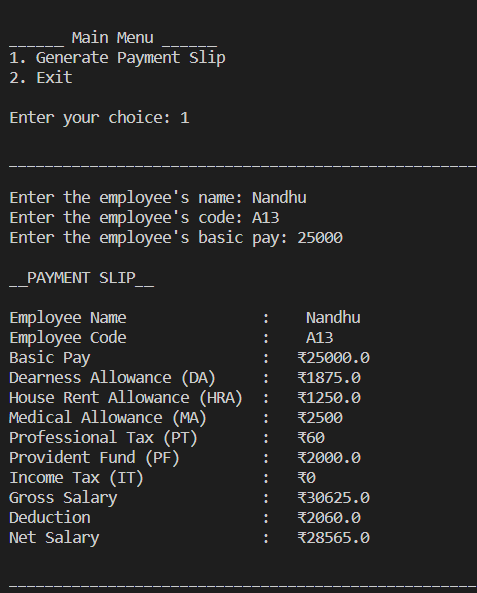 ______ Main Menu ______
1. Generate Payment Slip
2. Exit
Enter your choice: 1
____________________________________________________
Enter the employee's name: Nandhu
Enter the employee's code: A13
Enter the employee's basic pay: 25000
__PAYMENT SLIP__
Employee Name : Nandhu
Employee Code : A13
Basic Pay : ₹25000.0
Dearness Allowance (DA) : ₹1875.0
House Rent Allowance (HRA) : ₹1250.0
Medical Allowance (MA) : ₹2500
Professional Tax (PT) : ₹60
Provident Fund (PF) : ₹2000.0
Income Tax (IT) : ₹0
Gross Salary : ₹30625.0
Deduction : ₹2060.0
Net Salary : ₹28565.0
____________________________________________________